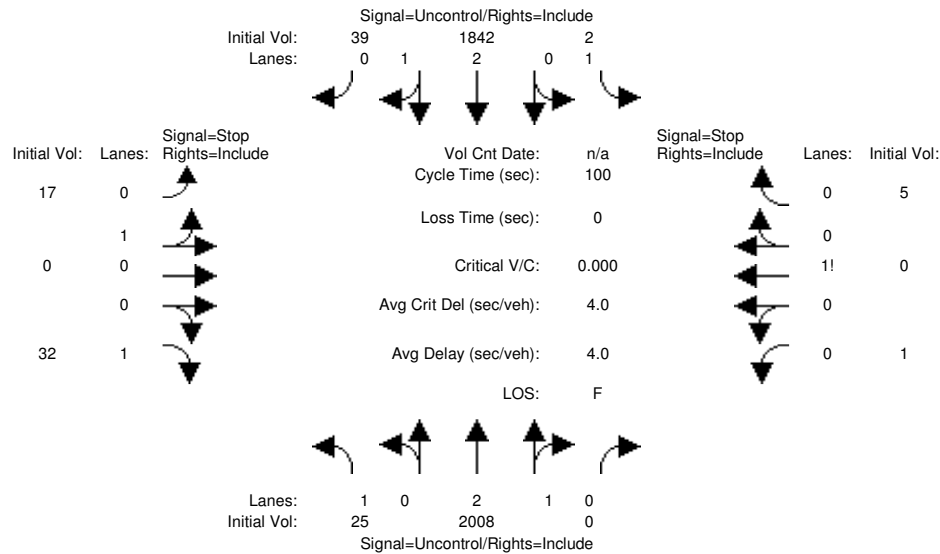 Signal=Uncontrol/Rights=Include
Initial Vol: 39 1842 2
Lanes: 0 1 2 0 1
Signal=Stop Signal=Stop
Initial Vol: Lanes: Rights=Include Vol Cnt Date: n/a Rights=Include Lanes: Initial Vol:
Cycle Time (sec): 100
17 0 0 5
Loss Time (sec): 0
1 0
0 0 Critical V/C: 0.000 1! 0
0 Avg Crit Del (sec/veh): 4.0 0
32 1 Avg Delay (sec/veh): 4.0 0 1
LOS: F
Lanes: 1 0 2 1 0
Initial Vol: 25 2008 0
Signal=Uncontrol/Rights=Include